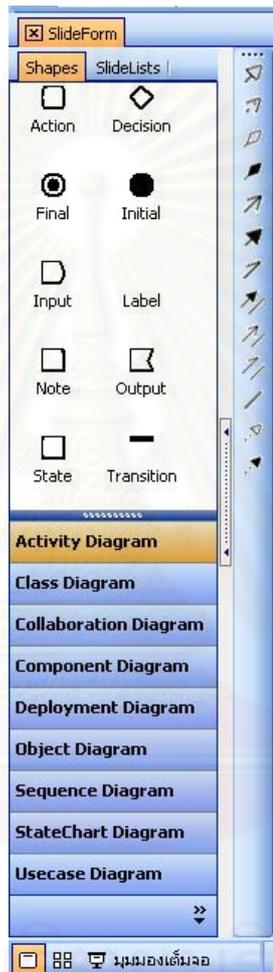 SlideForm
Shapes SlideLists
Action Decision
Final Initial
Input Label
Note Output
State Transition
Activity Diagram
Class Diagram
Collaboration Diagram
Component Diagram
Deployment Diagram
Object Diagram
Sequence Diagram
StateChart Diagram
Usecase Diagram
มุมมองเต็มจอ